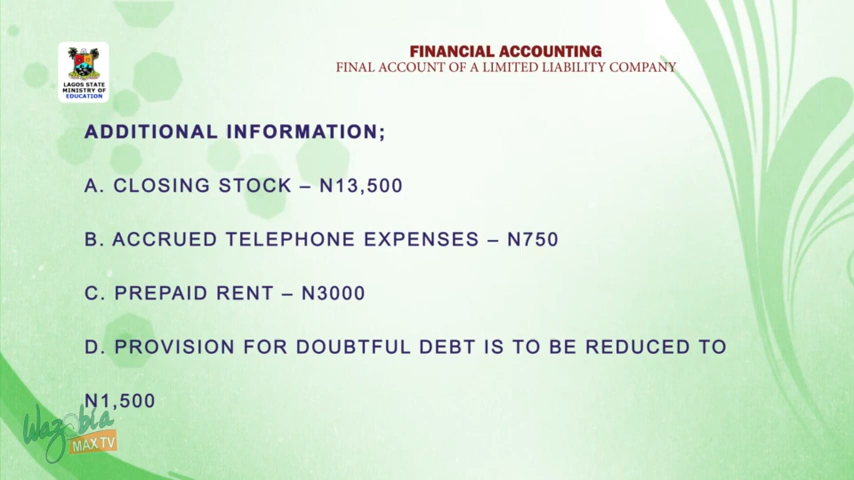 FINANCIAL ACCOUNTING
FINAL ACCOUNT OF A LIMITED LIABILITY COMPANY
LAGOS STATE
MINISTRY OF
EDUCATION
ADDITIONAL INFORMATION;
A. CLOSING STOCK – N13,500
B. ACCRUED TELEPHONE EXPENSES – N750
C. PREPAID RENT – N3000
D. PROVISION FOR DOUBTFUL DEBT IS TO BE REDUCED TO
N1,500
Wazobia
MAX TV